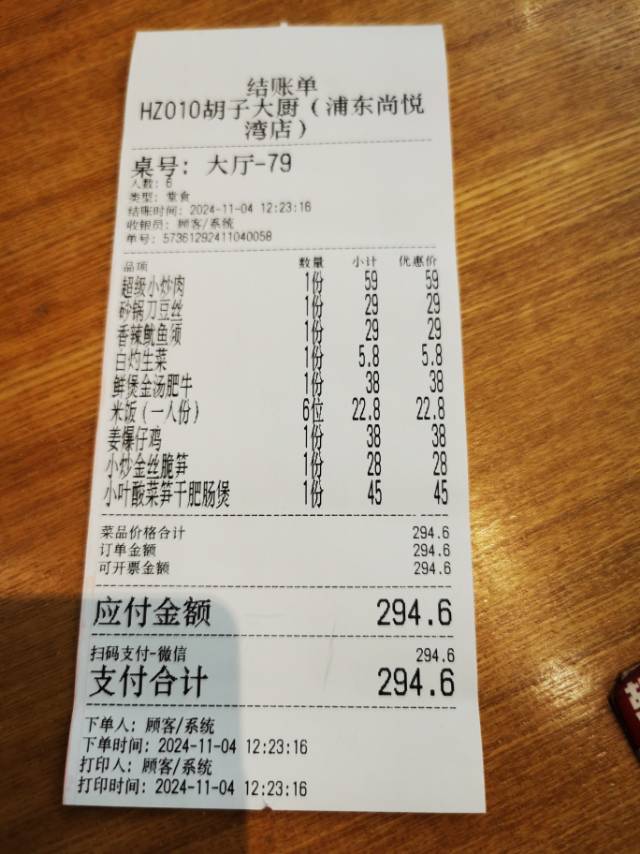 结账单
HZ010胡子大厨（浦东尚悦
湾店）
桌号: 大厅-79
人数: 6
类型: 堂食
结账时间: 2024-11-04 12:23:16
收银员: 顾客/系统
单号: 57361292411040058
品项 数量 小计 优惠价
超级小炒肉 1份 59 59
砂锅刀豆丝 1份 29 29
香辣鱿鱼须 1份 29 29
白灼生菜 1份 5.8 5.8
鲜煲金汤肥牛 1份 38 38
米饭（一人份） 6位 22.8 22.8
姜爆仔鸡 1份 38 38
小炒金丝脆笋 1份 28 28
小叶酸菜笋干肥肠煲 1份 45 45
菜品价格合计 294.6
订单金额 294.6
可开票金额 294.6
应付金额 294.6
扫码支付-微信 294.6
支付合计 294.6
下单人: 顾客/系统
下单时间: 2024-11-04 12:23:16
打印人: 顾客/系统
打印时间: 2024-11-04 12:23:16